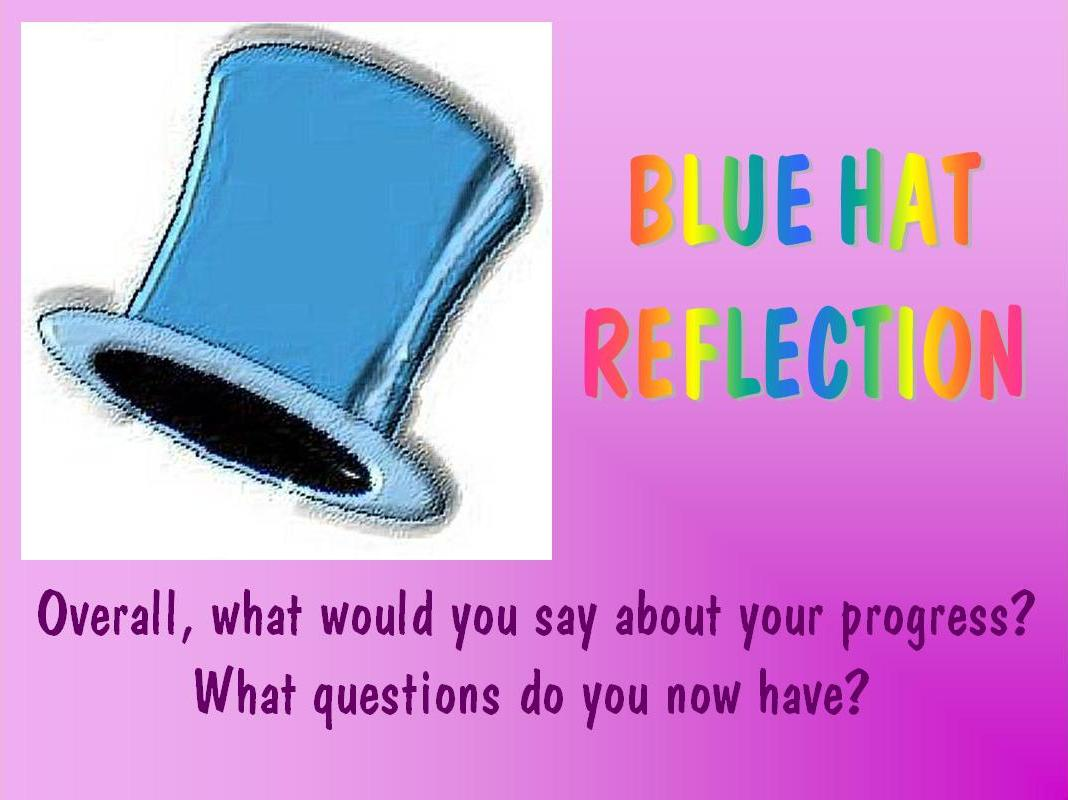 BLUE HAT
REFLECTION
Overall, what would you say about your progress?
What questions do you now have?